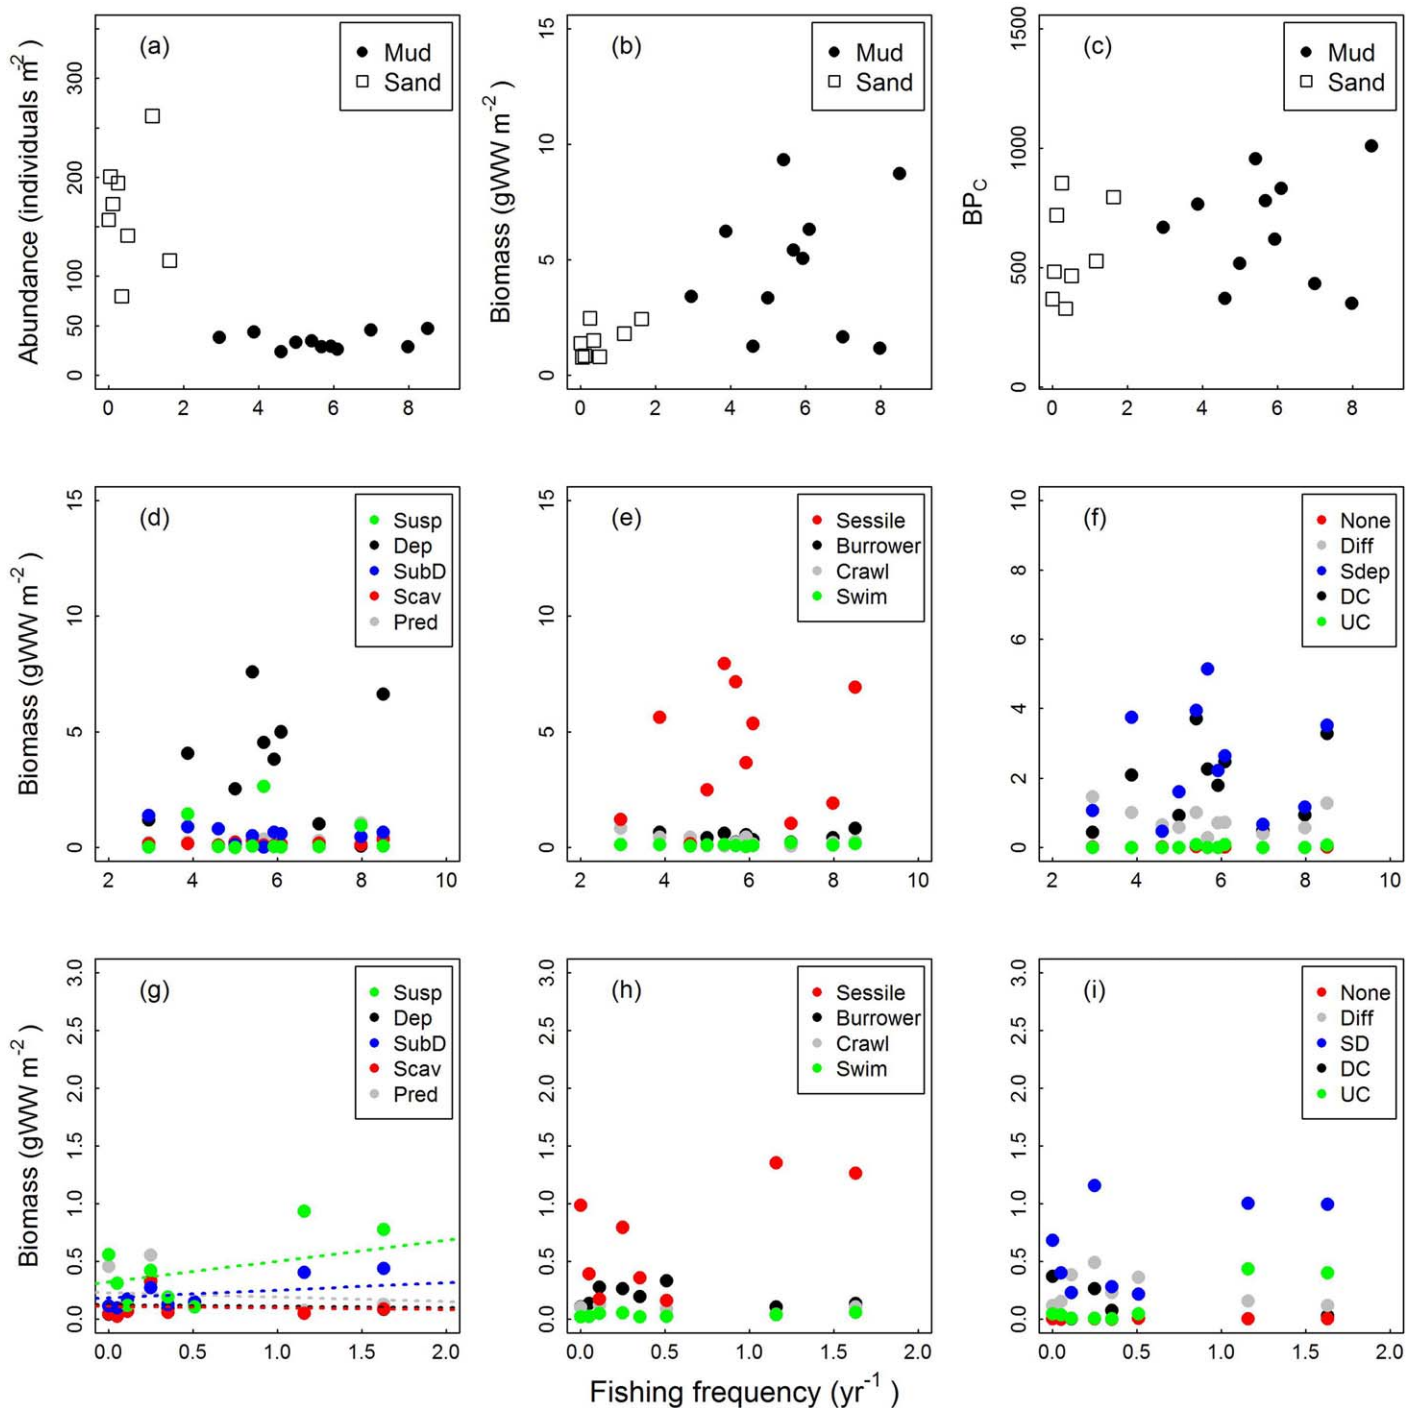 (a)
Mud
Sand
Abundance (individuals m-2 )
0 50 100 200 300
0 2 4 6 8
(b)
Mud
Sand
Biomass (gWW m-2 )
0 5 10 15
0 2 4 6 8
(c)
Mud
Sand
BPC
0 500 1000 1500
0 2 4 6 8
(d)
Susp
Dep
SubD
Scav
Pred
Biomass (gWW m-2 )
0 5 10 15
2 4 6 8 10
(e)
Sessile
Burrower
Crawl
Swim
0 5 10 15
2 4 6 8 10
(f)
None
Diff
Sdep
DC
UC
0 2 4 6 8 10
2 4 6 8 10
(g)
Susp
Dep
SubD
Scav
Pred
Biomass (gWW m-2 )
0.0 0.5 1.0 1.5 2.0 2.5 3.0
0.0 0.5 1.0 1.5 2.0
(h)
Sessile
Burrower
Crawl
Swim
0.0 0.5 1.0 1.5 2.0 2.5 3.0
0.0 0.5 1.0 1.5 2.0
(i)
None
Diff
SD
DC
UC
0.0 0.5 1.0 1.5 2.0 2.5 3.0
0.0 0.5 1.0 1.5 2.0
Fishing frequency (yr-1 )